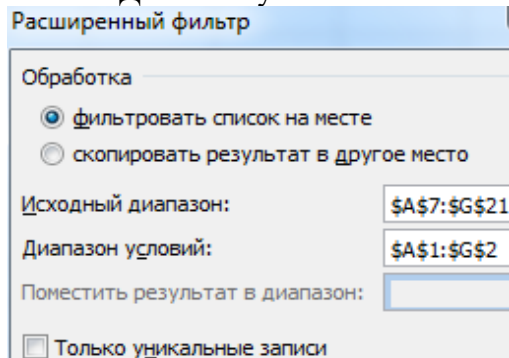 Расширенный фильтр
Обработка
фильтровать список на месте
скопировать результат в другое место
Исходный диапазон: $A$7:$G$21
Диапазон условий: $A$1:$G$2
Поместить результат в диапазон:
Только уникальные записи